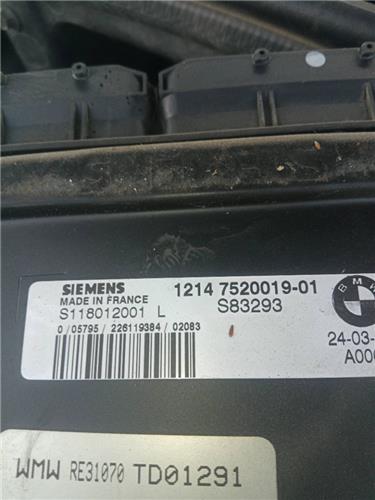 SIEMENS 1214 7520019-01 BMW
MADE IN FRANCE
S118012001 L S83293 24-03-
0 / 05795 / 226119384 / 02083 A000
WMW RE31070 TD01291